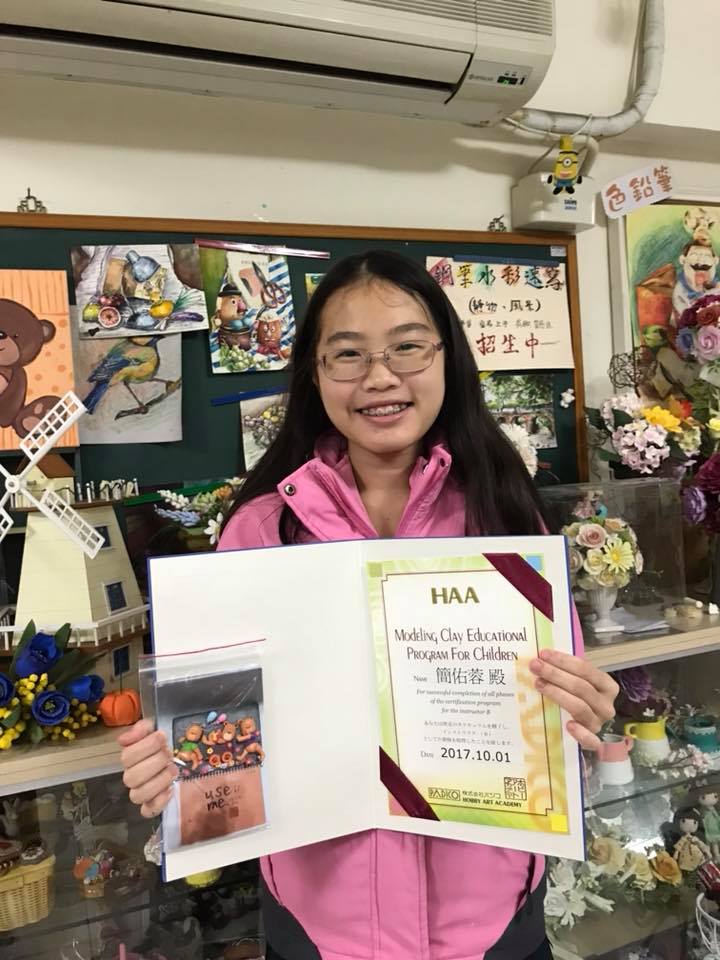 色鉛筆
鋼筆水彩速寫
(靜物、風景)
招生中
HAA
Modeling Clay Educational
Program For Children
Name 簡佑蓉 殿
For successful completion of all phases
of the certification program
for the instructor B
Date 2017.10.01
PADICO 株式会社パジコ
HOBBY ART ACADEMY
use
me